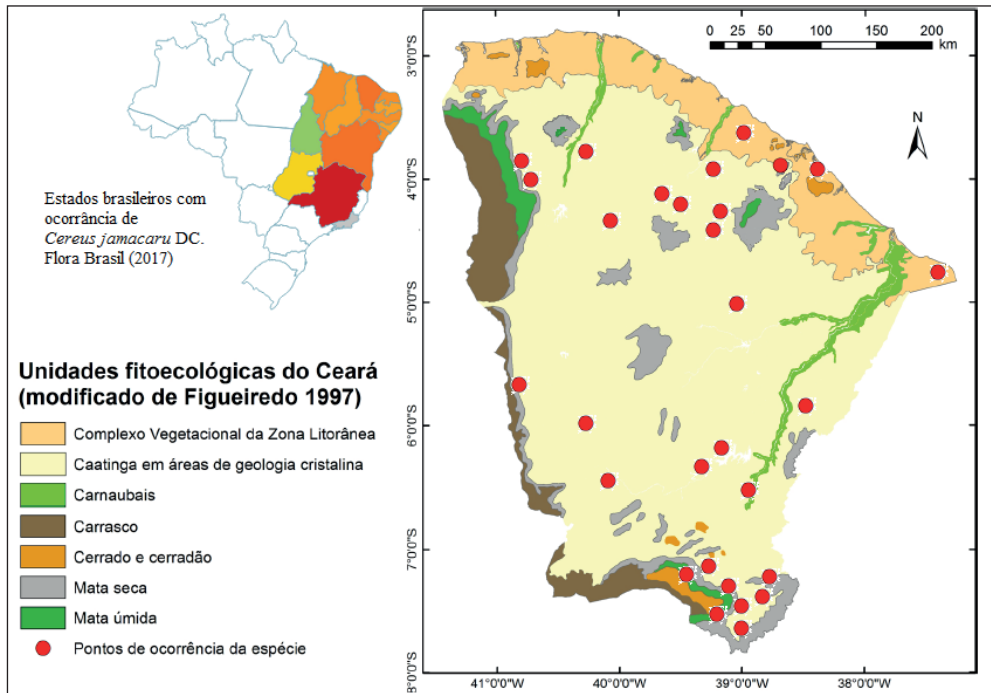 Estados brasileiros com
ocorrência de
Cereus jamacaru DC.
Flora Brasil (2017)
Unidades fitoecológicas do Ceará
(modificado de Figueiredo 1997)
Complexo Vegetacional da Zona Litorânea
Caatinga em áreas de geologia cristalina
Carnaubais
Carrasco
Cerrado e cerradão
Mata seca
Mata úmida
Pontos de ocorrência da espécie
0 25 50 100 150 200
km
N
3°0'0"S
4°0'0"S
5°0'0"S
6°0'0"S
7°0'0"S
8°0'0"S
41°0'0"W 40°0'0"W 39°0'0"W 38°0'0"W